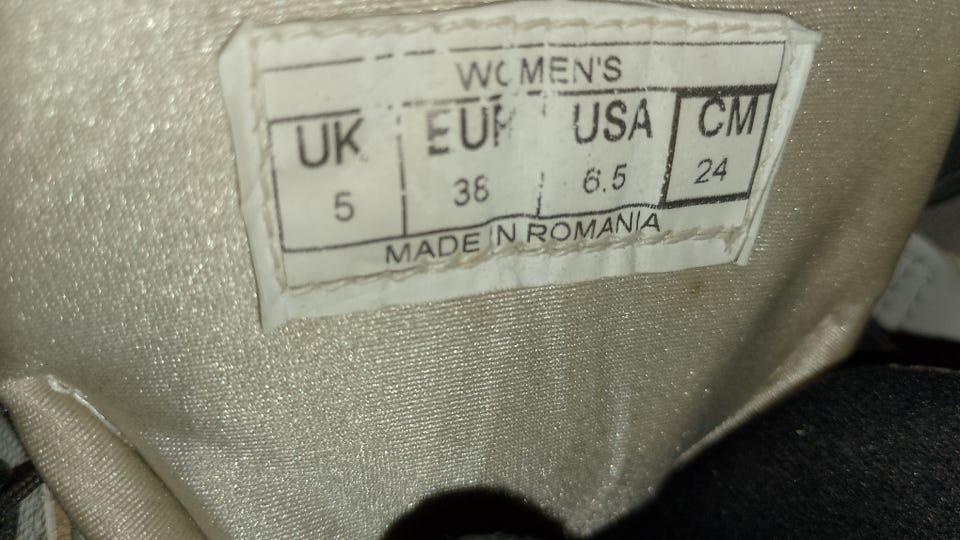 WOMEN'S
UK EUR USA CM
5 38 6.5 24
MADE IN ROMANIA